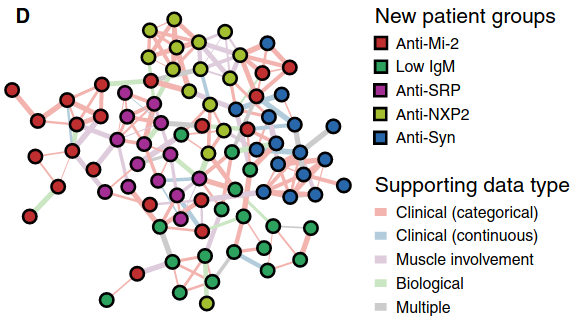 D
New patient groups
Anti-Mi-2
Low IgM
Anti-SRP
Anti-NXP2
Anti-Syn
Supporting data type
Clinical (categorical)
Clinical (continuous)
Muscle involvement
Biological
Multiple